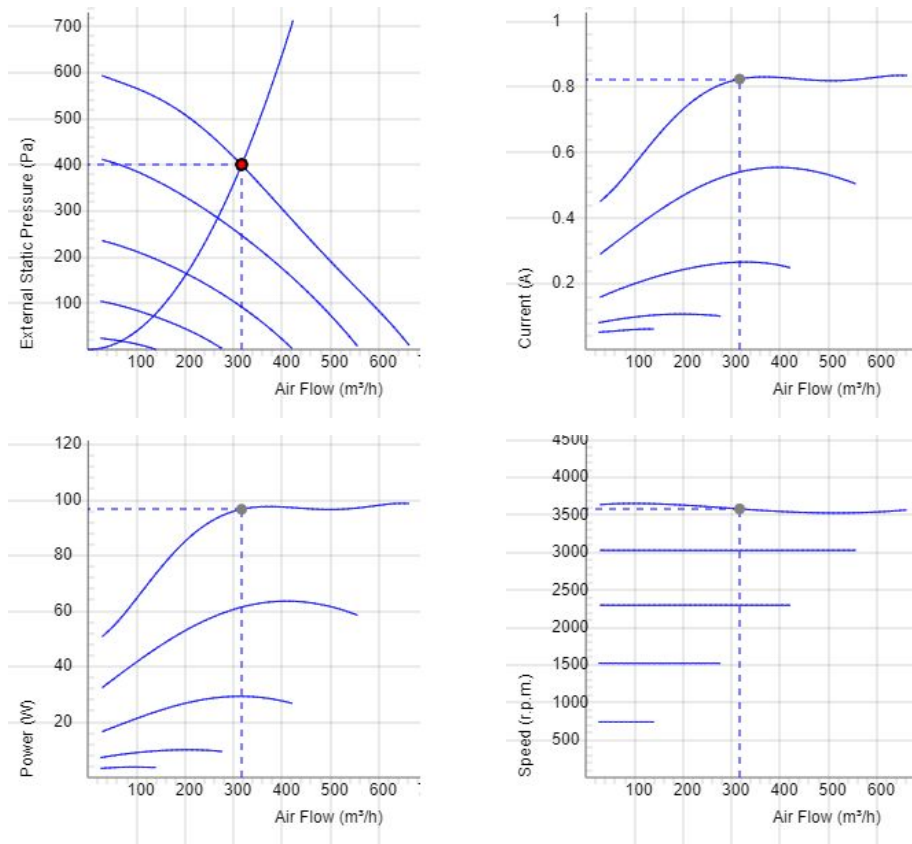 700
600
500
400
300
200
100
External Static Pressure (Pa)
100 200 300 400 500 600
Air Flow (m³/h)
1
0.8
0.6
0.4
0.2
Current (A)
100 200 300 400 500 600
Air Flow (m³/h)
120
100
80
60
40
20
Power (W)
100 200 300 400 500 600
Air Flow (m³/h)
4500
4000
3500
3000
2500
2000
1500
1000
500
Speed (r.p.m.)
100 200 300 400 500 600
Air Flow (m³/h)